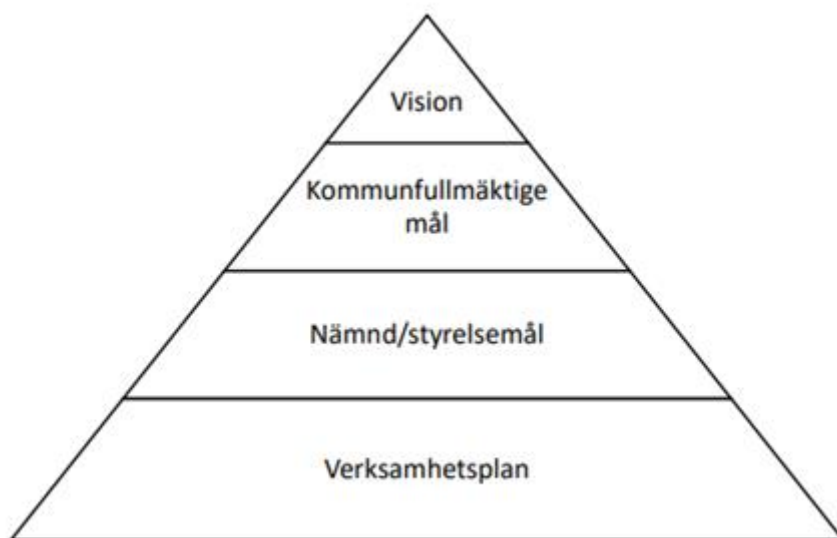 Vision
Kommunfullmäktige
mål
Nämnd/styrelsemål
Verksamhetsplan